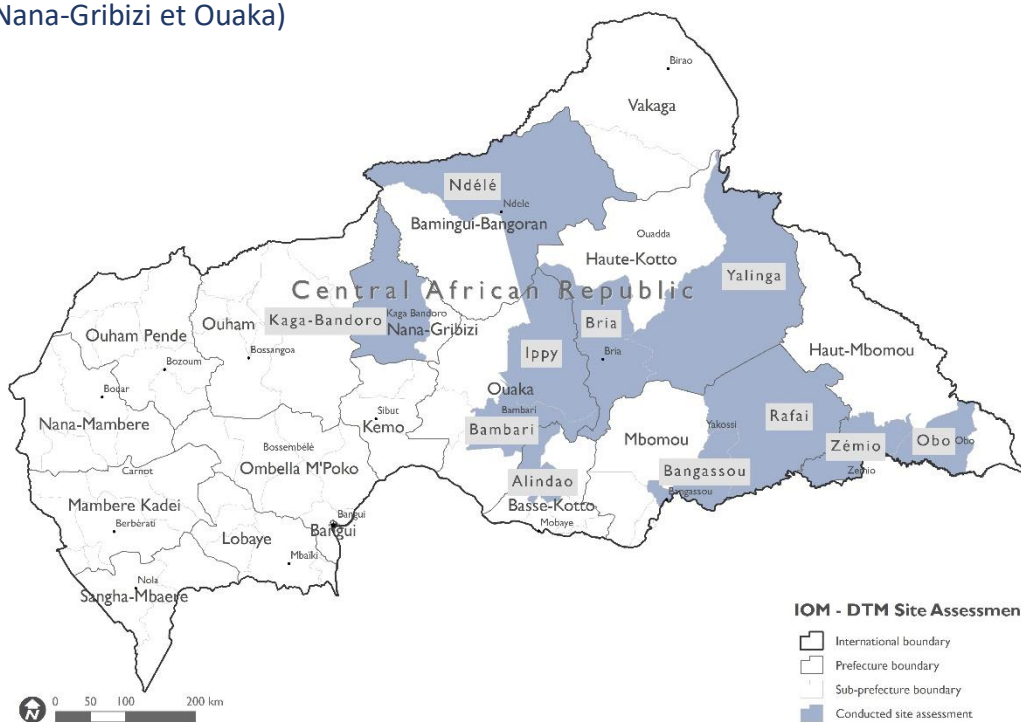 Nana-Gribizi et Ouaka)
Birao
Vakaga
Ndélé
Ndele
Bamingui-Bangoran
Ouadda
Haute-Kotto
Yalinga
Central African Republic
Kaga-Bandoro
Kaga Bandoro
Nana-Gribizi
Bria
Bria
Ouham Pende
Ouham
Bossangoa
Bozoum
Ippy
Haut-Mbomou
Bouar
Ouaka
Nana-Mambere
Sibut
Kemo
Bambari
Bambari
Mbomou
Yakossi
Rafai
Zémio
Zemio
Obo
Obo
Bossembélé
Ombella M'Poko
Carnot
Mambere Kadei
Berbèrati
Alindao
Bangassou
Bangassou
Basse-Kotto
Mobaye
Bangui
Bangui
Lobaye
Mbaïki
Nola
Sangha-Mbaere
IOM - DTM Site Assessmen
International boundary
Prefecture boundary
Sub-prefecture boundary
Conducted site assessment
N
0 50 100 200 km